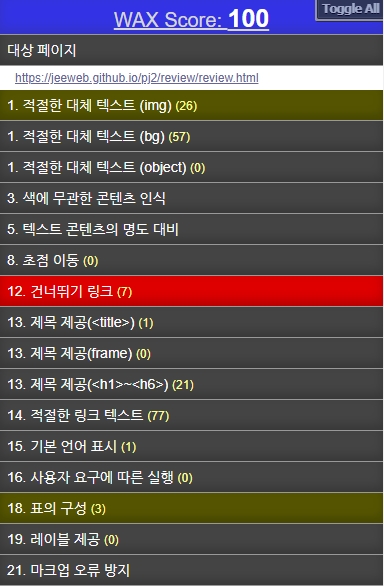 WAX Score: 100
Toggle All
대상 페이지
https://jeeweb.github.io/pj2/review/review.html
1. 적절한 대체 텍스트 (img) (26)
1. 적절한 대체 텍스트 (bg) (57)
1. 적절한 대체 텍스트 (object) (0)
3. 색에 무관한 콘텐츠 인식
5. 텍스트 콘텐츠의 명도 대비
8. 초점 이동 (0)
12. 건너뛰기 링크 (7)
13. 제목 제공(<title>) (1)
13. 제목 제공(frame) (0)
13. 제목 제공(<h1>~<h6>) (21)
14. 적절한 링크 텍스트 (77)
15. 기본 언어 표시 (1)
16. 사용자 요구에 따른 실행 (0)
18. 표의 구성 (3)
19. 레이블 제공 (0)
21. 마크업 오류 방지